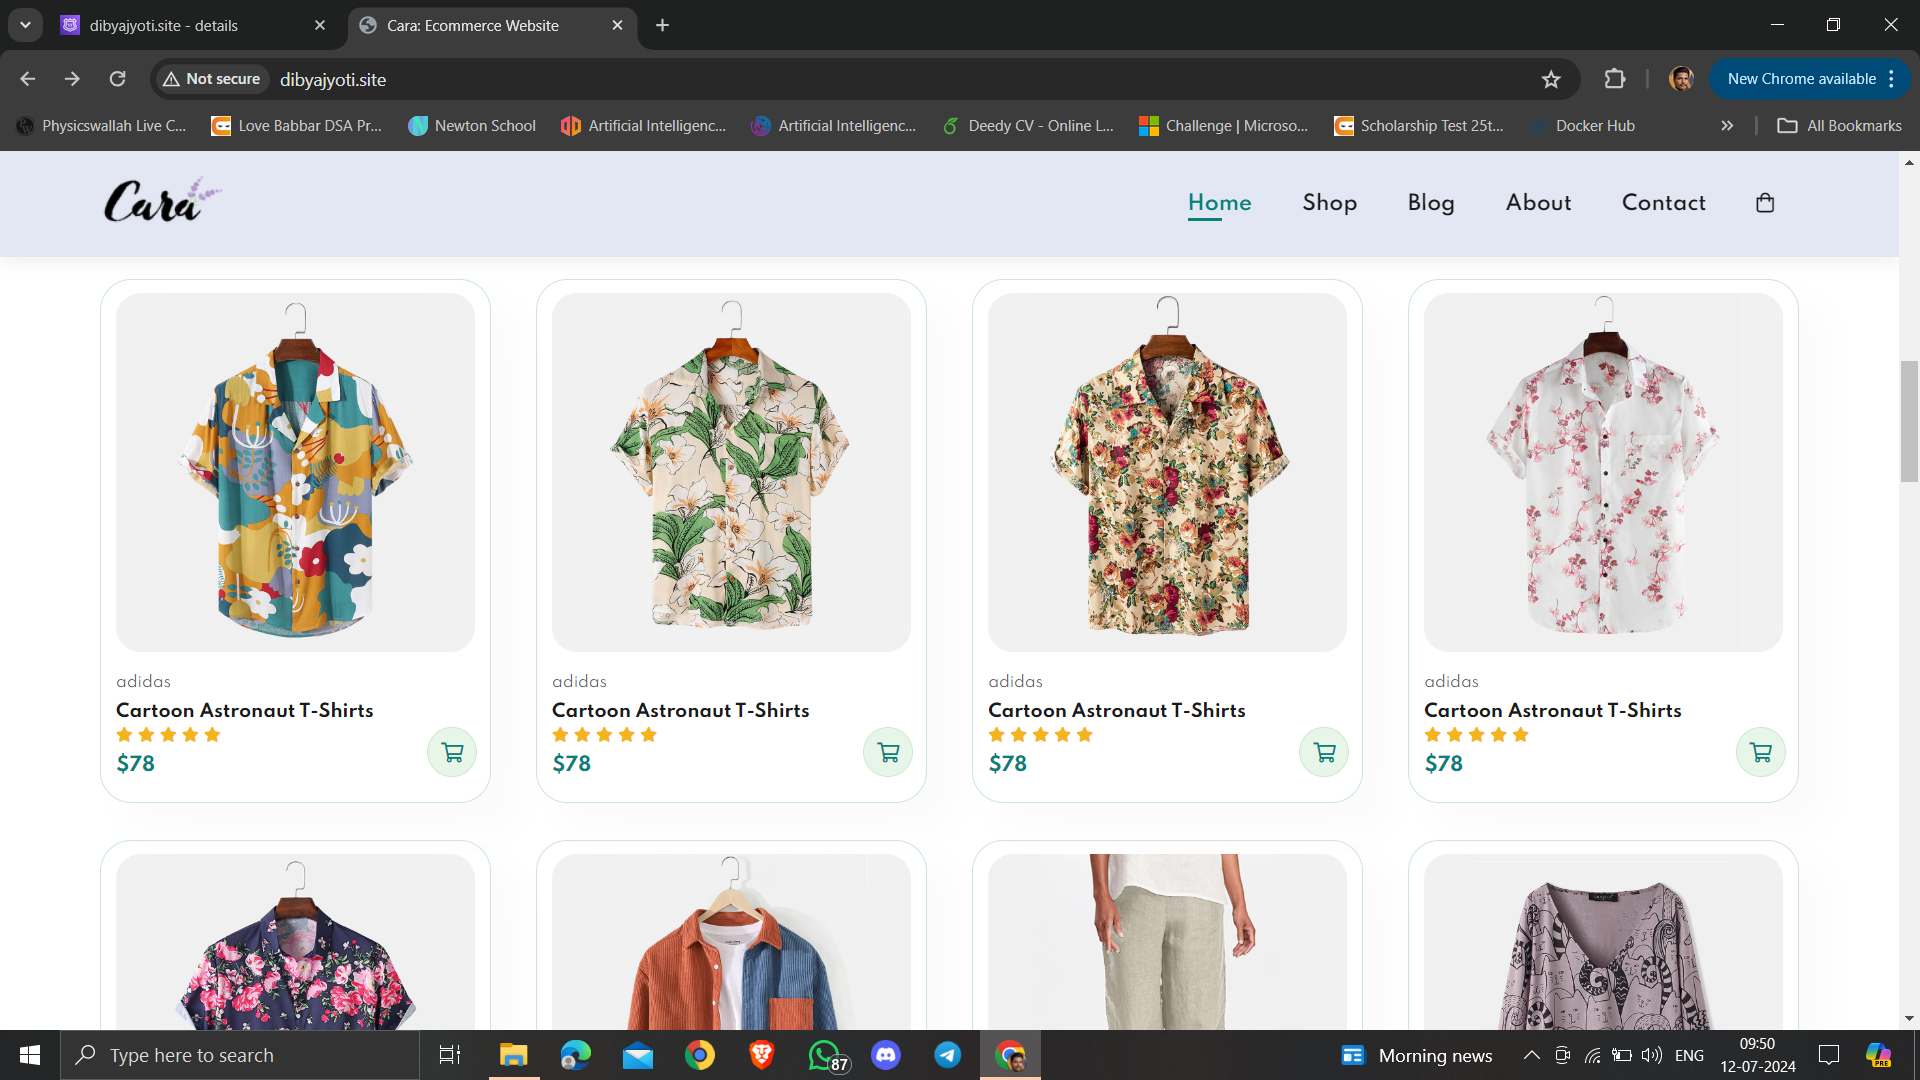 dibyajyoti.site - details
Cara: Ecommerce Website
Not secure
dibyajyoti.site
New Chrome available
Physicswallah Live C...
Love Babbar DSA Pr...
Newton School
Artificial Intelligenc...
Artificial Intelligenc...
Deedy CV - Online L...
Challenge | Microso...
Scholarship Test 25t...
Docker Hub
All Bookmarks
Cara
Home
Shop
Blog
About
Contact
adidas
Cartoon Astronaut T-Shirts
$78
adidas
Cartoon Astronaut T-Shirts
$78
adidas
Cartoon Astronaut T-Shirts
$78
adidas
Cartoon Astronaut T-Shirts
$78
Type here to search
87
Morning news
ENG
09:50
12-07-2024
PRE